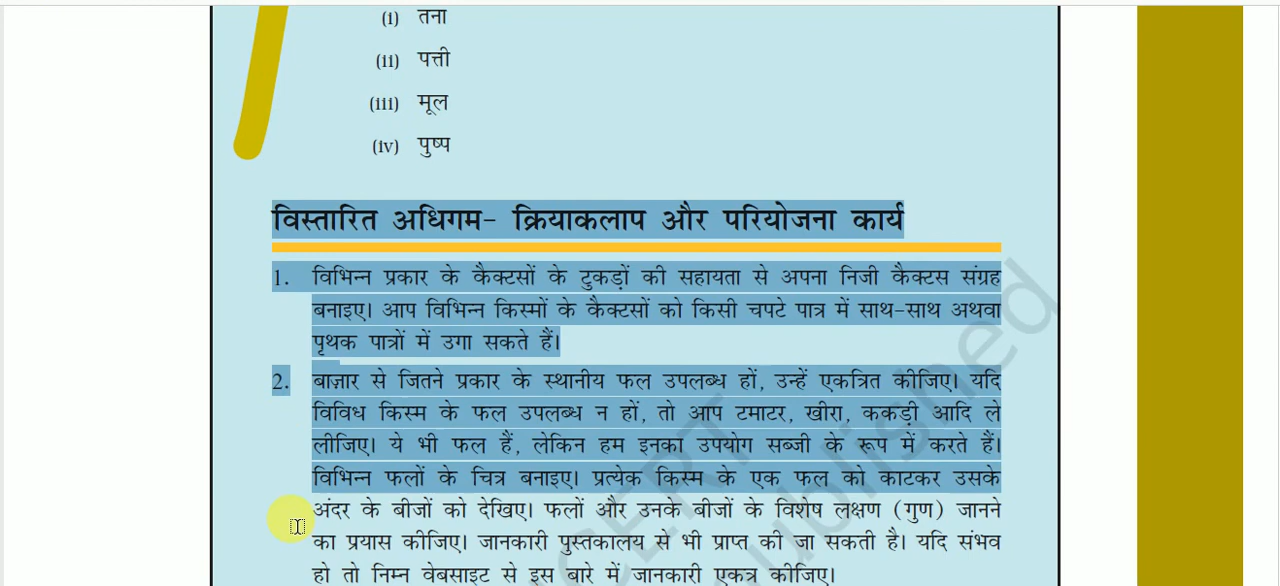 (i) तना
(ii) पत्ती
(iii) मूल
(iv) पुष्प
विस्तारित अधिगम- क्रियाकलाप और परियोजना कार्य
1. विभिन्न प्रकार के कैक्टसों के टुकड़ों की सहायता से अपना निजी कैक्टस संग्रह
बनाइए। आप विभिन्न किस्मों के कैक्टसों को किसी चपटे पात्र में साथ-साथ अथवा
पृथक पात्रों में उगा सकते हैं।
2. बाज़ार से जितने प्रकार के स्थानीय फल उपलब्ध हों, उन्हें एकत्रित कीजिए। यदि
विविध किस्म के फल उपलब्ध न हों, तो आप टमाटर, खीरा, ककड़ी आदि ले
लीजिए। ये भी फल हैं, लेकिन हम इनका उपयोग सब्जी के रूप में करते हैं।
विभिन्न फलों के चित्र बनाइए। प्रत्येक किस्म के एक फल को काटकर उसके
अंदर के बीजों को देखिए। फलों और उनके बीजों के विशेष लक्षण (गुण) जानने
का प्रयास कीजिए। जानकारी पुस्तकालय से भी प्राप्त की जा सकती है। यदि संभव
हो तो निम्न वेबसाइट से इस बारे में जानकारी एकत्र कीजिए।